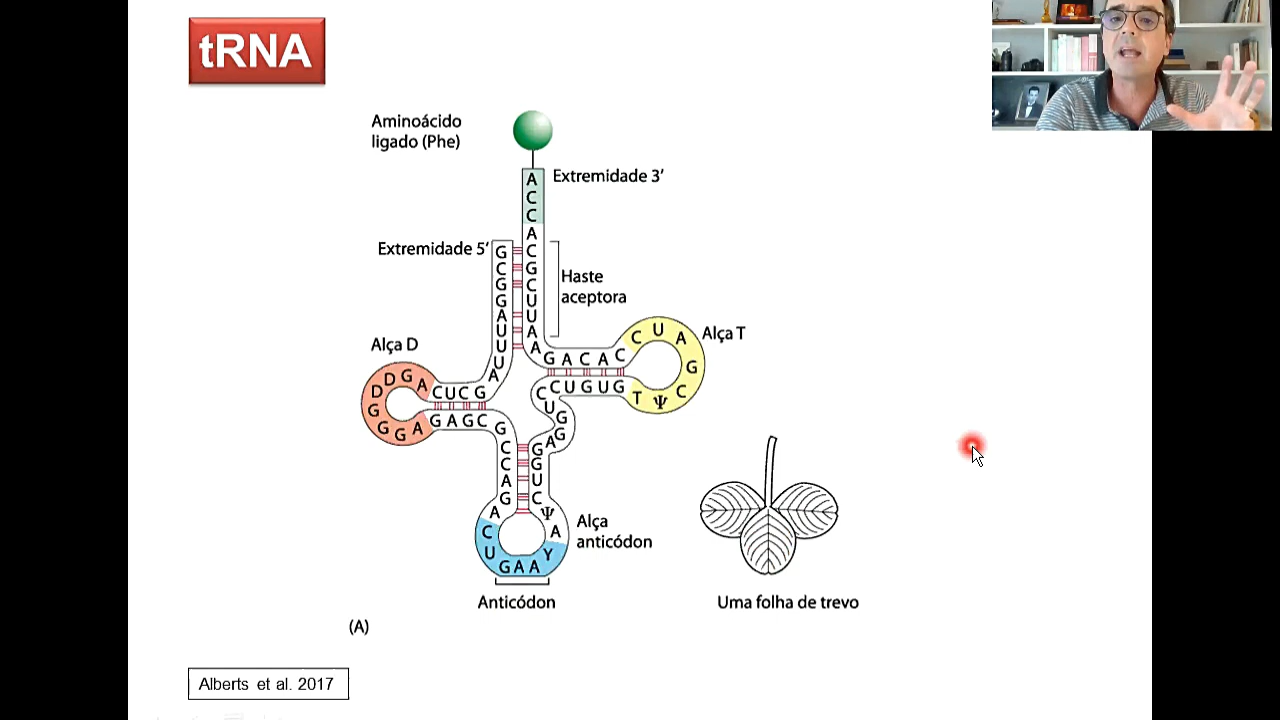 tRNA
Aminoácido
ligado (Phe)
Extremidade 3’
A
C
C
A
C
G
C
U
U
A
A
Extremidade 5’
G
C
G
G
A
U
U
U
A
Haste
aceptora
Alça D
D D G A C U C G
G G G A G A G C
Alça T
G A C A C C U A
G
C U G U G T Ψ C
C
U
G
G
A
G
G
U
C
Ψ
A
Y
G
C
C
A
G
A
C
U
G A A
Alça
anticódon
Anticódon
Uma folha de trevo
(A)
Alberts et al. 2017